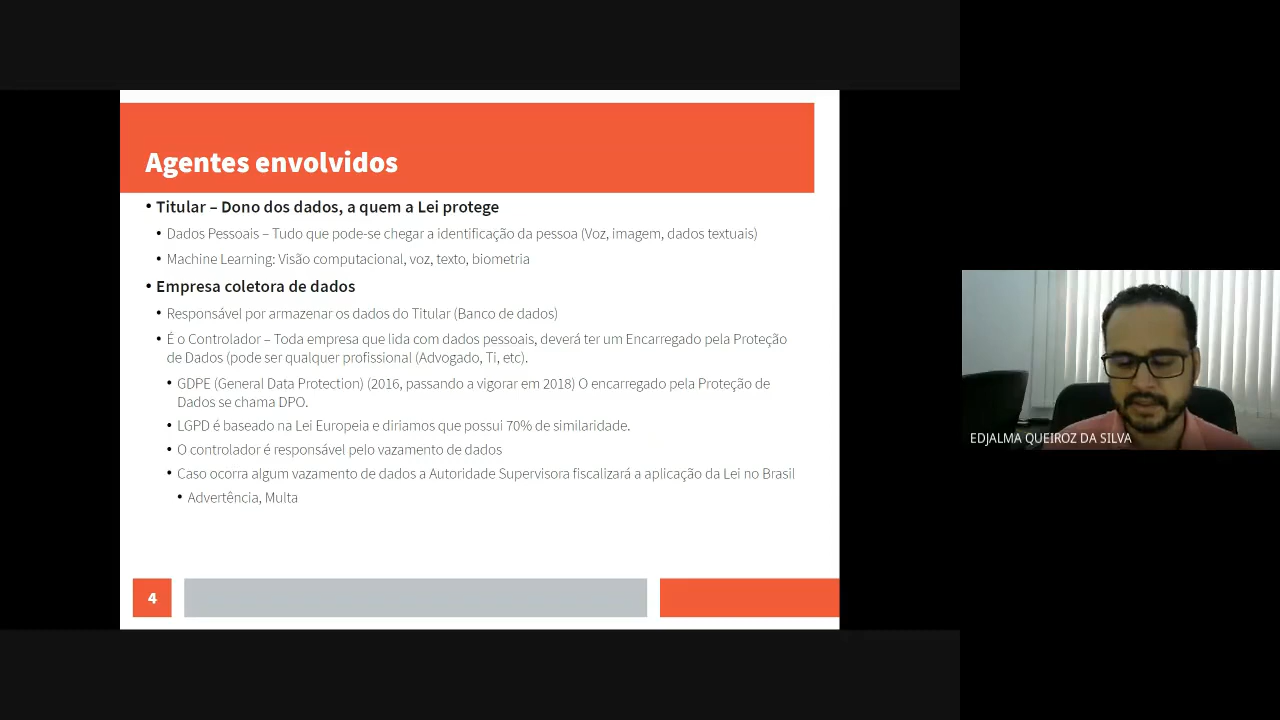 Agentes envolvidos
• Titular – Dono dos dados, a quem a Lei protege
• Dados Pessoais – Tudo que pode-se chegar a identificação da pessoa (Voz, imagem, dados textuais)
• Machine Learning: Visão computacional, voz, texto, biometria
• Empresa coletora de dados
• Responsável por armazenar os dados do Titular (Banco de dados)
• É o Controlador – Toda empresa que lida com dados pessoais, deverá ter um Encarregado pela Proteção
de Dados (pode ser qualquer profissional (Advogado, Ti, etc).
• GDPE (General Data Protection) (2016, passando a vigorar em 2018) O encarregado pela Proteção de
Dados se chama DPO.
• LGPD é baseado na Lei Europeia e diriamos que possui 70% de similaridade.
• O controlador é responsável pelo vazamento de dados
• Caso ocorra algum vazamento de dados a Autoridade Supervisora fiscalizará a aplicação da Lei no Brasil
• Advertência, Multa
4
EDJALMA QUEIROZ DA SILVA